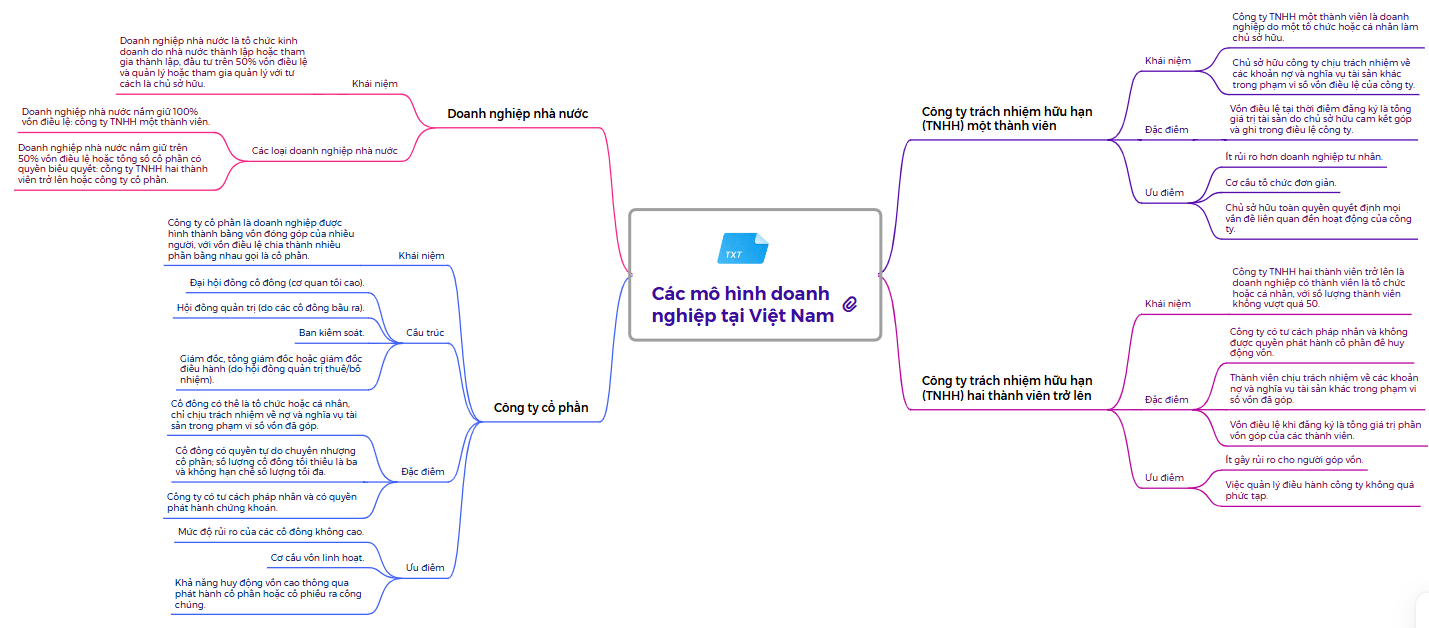 TXT
Các mô hình doanh
nghiệp tại Việt Nam
Doanh nghiệp nhà nước
Khái niệm
Doanh nghiệp nhà nước là tổ chức kinh
doanh do nhà nước thành lập hoặc tham
gia thành lập, đầu tư trên 50% vốn điều lệ
và quản lý hoặc tham gia quản lý với tư
cách là chủ sở hữu.
Các loại doanh nghiệp nhà nước
Doanh nghiệp nhà nước nắm giữ 100%
vốn điều lệ: công ty TNHH một thành viên.
Doanh nghiệp nhà nước nắm giữ trên
50% vốn điều lệ hoặc tổng số cổ phần có
quyền biểu quyết: công ty TNHH hai thành
viên trở lên hoặc công ty cổ phần.
Công ty cổ phần
Khái niệm
Công ty cổ phần là doanh nghiệp được
hình thành bằng vốn đóng góp của nhiều
người, với vốn điều lệ chia thành nhiều
phần bằng nhau gọi là cổ phần.
Cấu trúc
Đại hội đồng cổ đông (cơ quan tối cao).
Hội đồng quản trị (do các cổ đông bầu ra).
Ban kiểm soát.
Giám đốc, tổng giám đốc hoặc giám đốc
điều hành (do hội đồng quản trị thuê/bổ
nhiệm).
Đặc điểm
Cổ đông có thể là tổ chức hoặc cá nhân,
chỉ chịu trách nhiệm về nợ và nghĩa vụ tài
sản trong phạm vi số vốn đã góp.
Cổ đông có quyền tự do chuyển nhượng
cổ phần; số lượng cổ đông tối thiểu là ba
và không hạn chế số lượng tối đa.
Công ty có tư cách pháp nhân và có quyền
phát hành chứng khoán.
Ưu điểm
Mức độ rủi ro của các cổ đông không cao.
Cơ cấu vốn linh hoạt.
Khả năng huy động vốn cao thông qua
phát hành cổ phần hoặc cổ phiếu ra công
chúng.
Công ty trách nhiệm hữu hạn
(TNHH) một thành viên
Khái niệm
Công ty TNHH một thành viên là doanh
nghiệp do một tổ chức hoặc cá nhân làm
chủ sở hữu.
Chủ sở hữu công ty chịu trách nhiệm về
các khoản nợ và nghĩa vụ tài sản khác
trong phạm vi số vốn điều lệ của công ty.
Đặc điểm
Vốn điều lệ tại thời điểm đăng ký là tổng
giá trị tài sản do chủ sở hữu cam kết góp
và ghi trong điều lệ công ty.
Ưu điểm
Ít rủi ro hơn doanh nghiệp tư nhân.
Cơ cấu tổ chức đơn giản.
Chủ sở hữu toàn quyền quyết định mọi
vấn đề liên quan đến hoạt động của công
ty.
Công ty trách nhiệm hữu hạn
(TNHH) hai thành viên trở lên
Khái niệm
Công ty TNHH hai thành viên trở lên là
doanh nghiệp có thành viên là tổ chức
hoặc cá nhân, với số lượng thành viên
không vượt quá 50.
Đặc điểm
Công ty có tư cách pháp nhân và không
được quyền phát hành cổ phần để huy
động vốn.
Thành viên chịu trách nhiệm về các khoản
nợ và nghĩa vụ tài sản khác trong phạm vi
số vốn đã góp.
Vốn điều lệ khi đăng ký là tổng giá trị phần
vốn góp của các thành viên.
Ưu điểm
Ít gây rủi ro cho người góp vốn.
Việc quản lý điều hành công ty không quá
phức tạp.